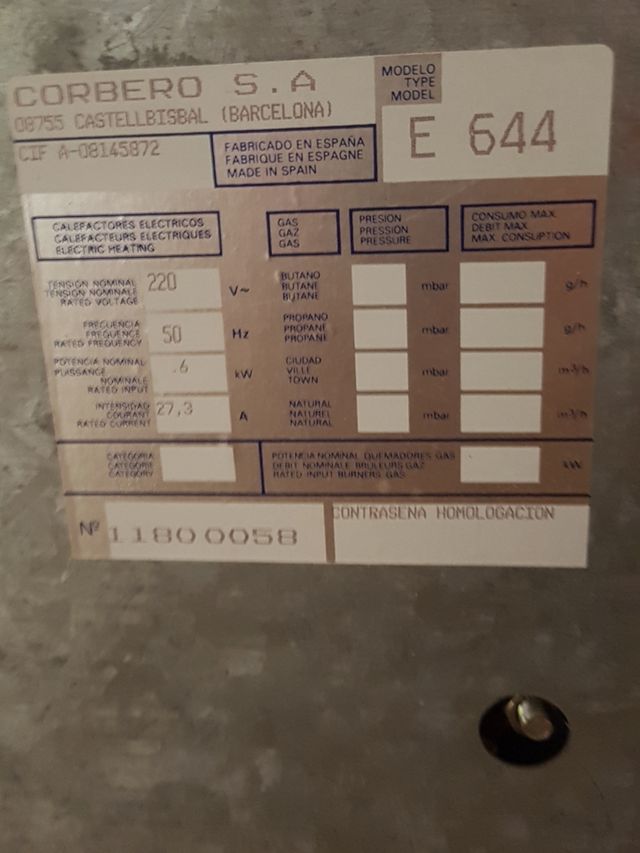 CORBERO S.A
08755 CASTELLBISBAL (BARCELONA)
CIF A-08145872
FABRICADO EN ESPAÑA
FABRIQUE EN ESPAGNE
MADE IN SPAIN
MODELO
TYPE
MODEL
E 644
CALEFACTORES ELECTRICOS
CALEFACTEURS ELECTRIQUES
ELECTRIC HEATING
GAS
GAZ
GAS
PRESION
PRESSION
PRESSURE
CONSUMO MAX.
DEBIT MAX.
MAX. CONSUPTION
TENSION NOMINAL
TENSION NOMINALE
RATED VOLTAGE
220 V~
BUTANO
BUTANE
BUTANE
mbar
g/h
FRECUENCIA
FREQUENCE
RATED FREQUENCY
50 Hz
PROPANO
PROPANE
PROPANE
mbar
g/h
POTENCIA NOMINAL
PUISSANCE
NOMINALE
RATED INPUT
.6 kW
CIUDAD
VILLE
TOWN
mbar
m³/h
INTENSIDAD
COURANT
RATED CURRENT
27,3 A
NATURAL
NATUREL
NATURAL
mbar
m³/h
CATEGORIA
CATEGORIE
CATEGORY
POTENCIA NOMINAL QUEMADORES GAS
DEBIT NOMINALE BRULEURS GAZ
RATED INPUT BURNERS GAS
kW
Nº 11800058
CONTRASENA HOMOLOGACION